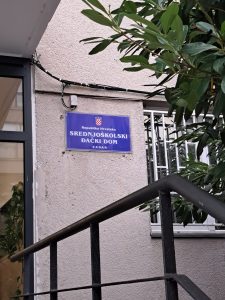 Republika Hrvatska
SREDNJOŠKOLSKI
ĐAČKI DOM